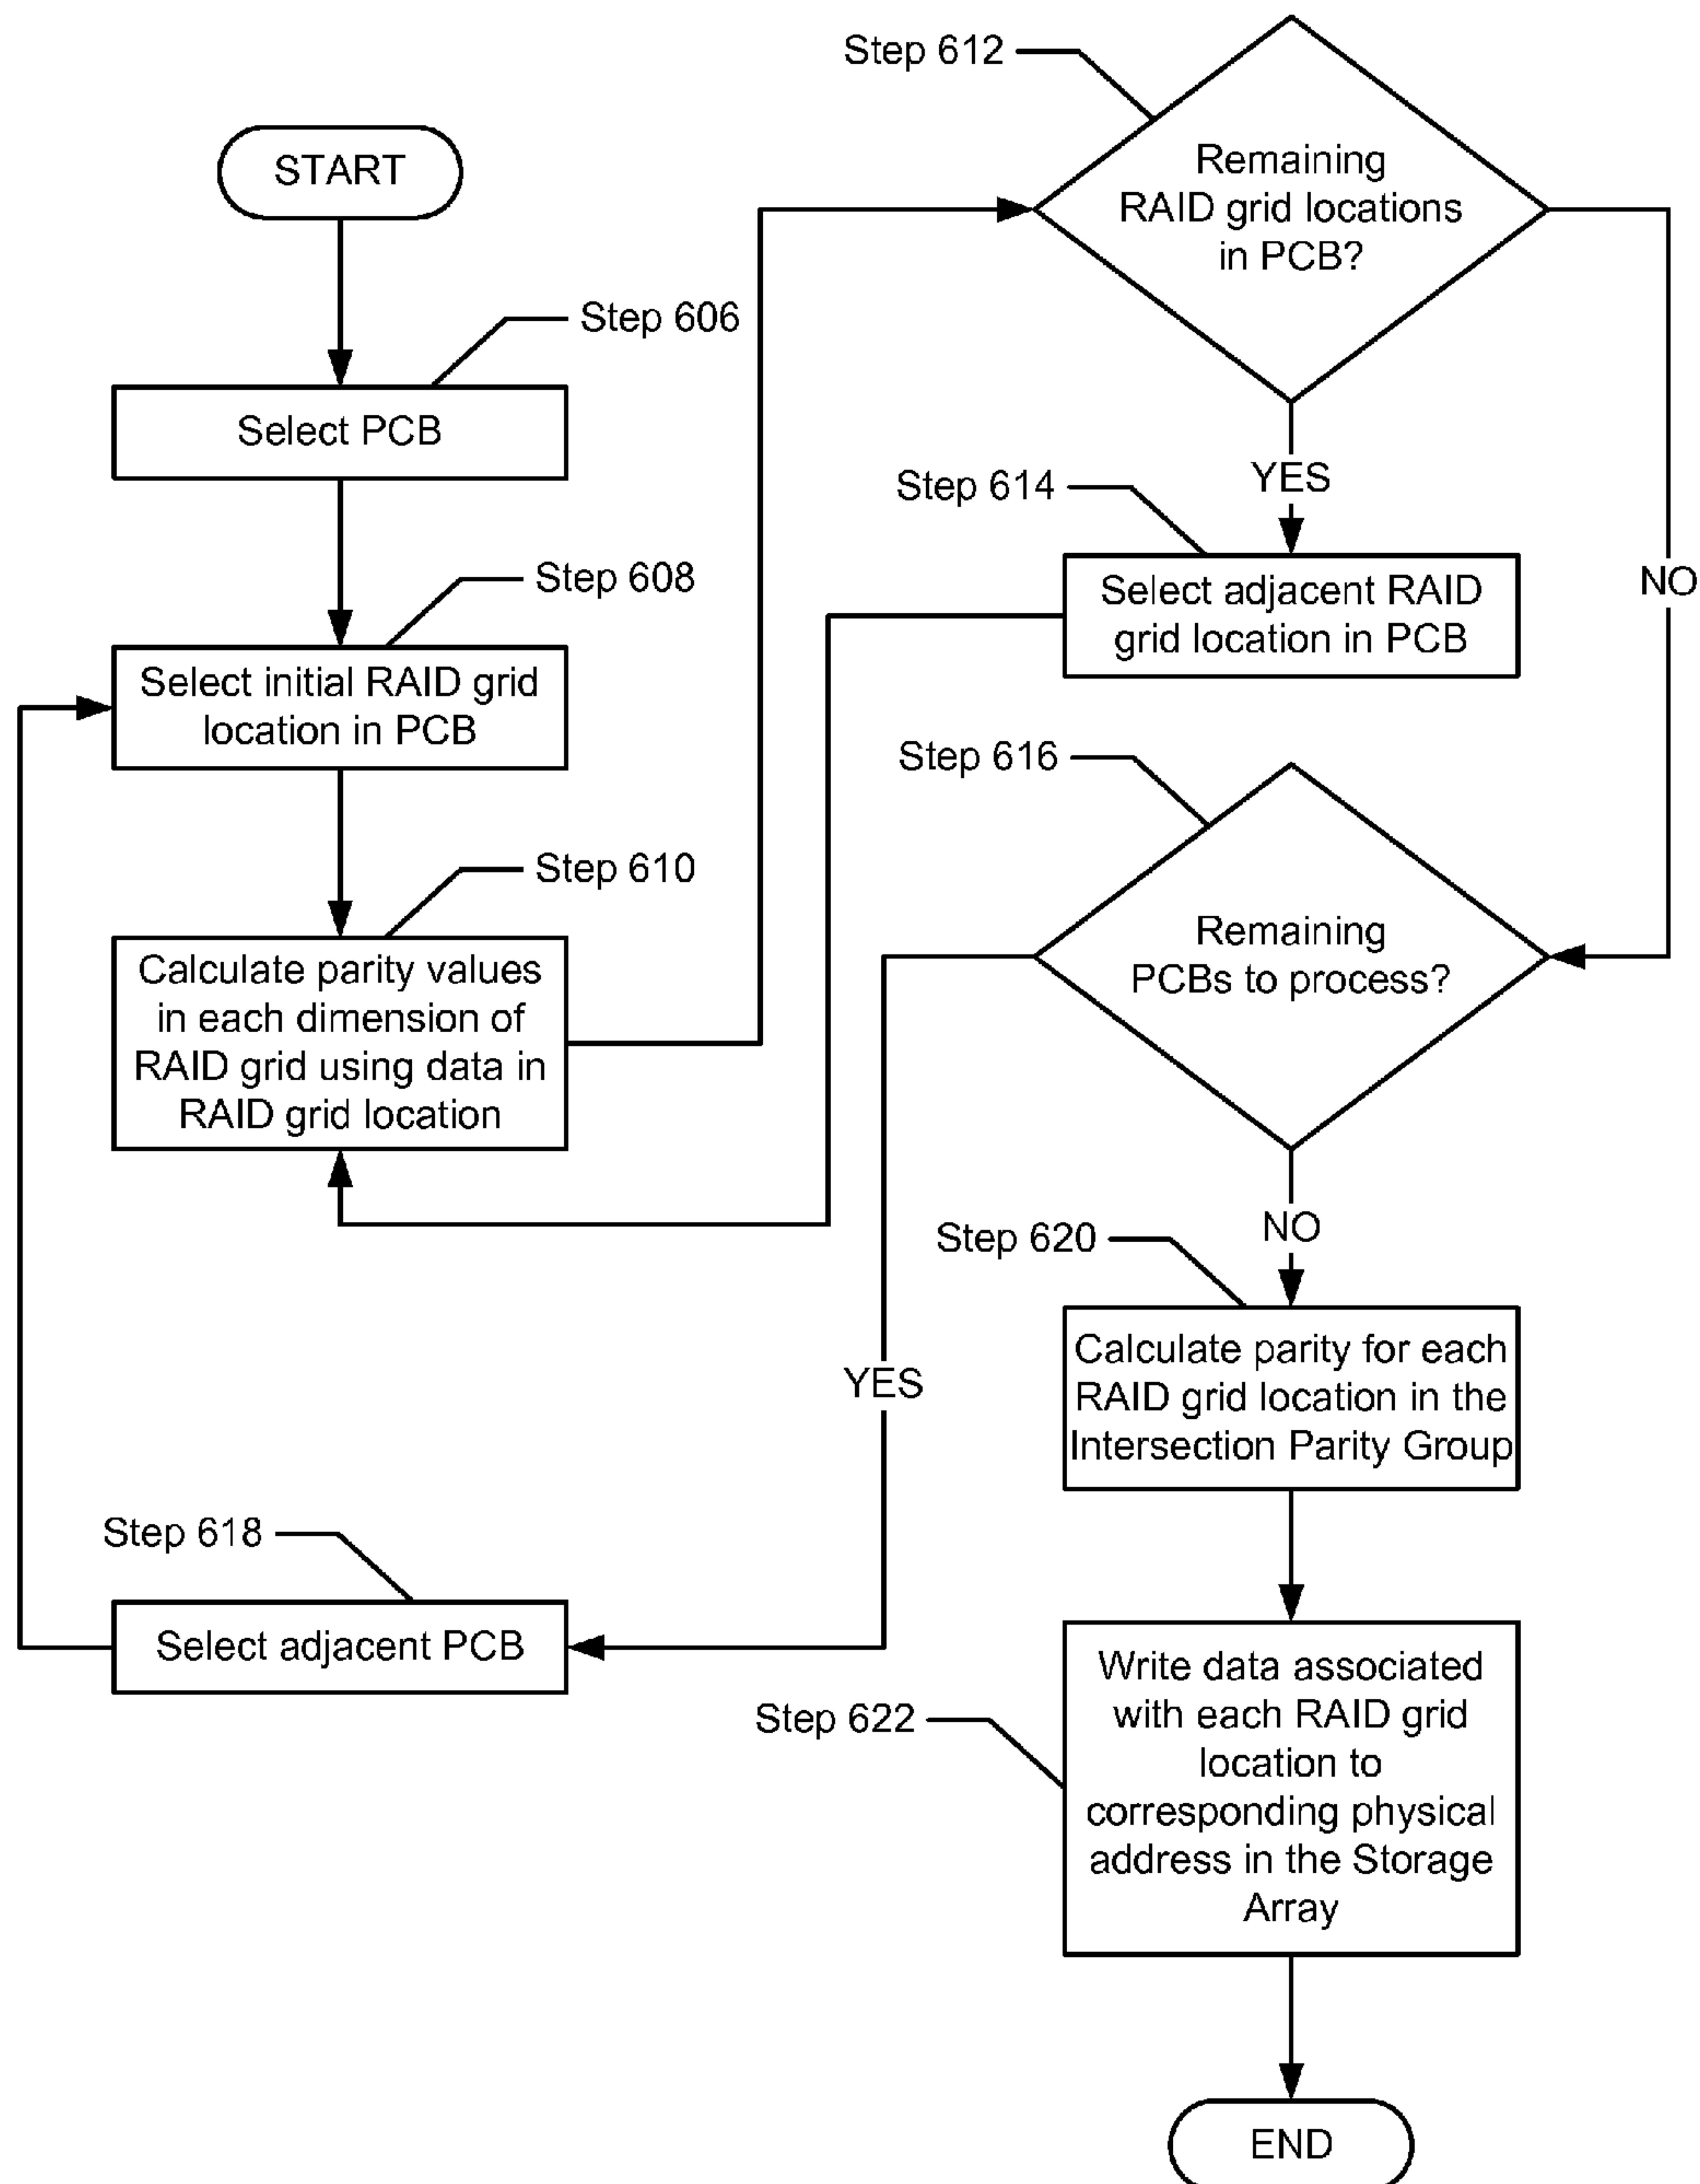 START
Step 606
Select PCB
Step 608
Select initial RAID grid
location in PCB
Step 610
Calculate parity values
in each dimension of
RAID grid using data in
RAID grid location
Step 612
Remaining
RAID grid locations
in PCB?
YES
NO
Step 614
Select adjacent RAID
grid location in PCB
Step 616
Remaining
PCBs to process?
YES
NO
Step 618
Select adjacent PCB
Step 620
Calculate parity for each
RAID grid location in the
Intersection Parity Group
Step 622
Write data associated
with each RAID grid
location to
corresponding physical
address in the Storage
Array
END